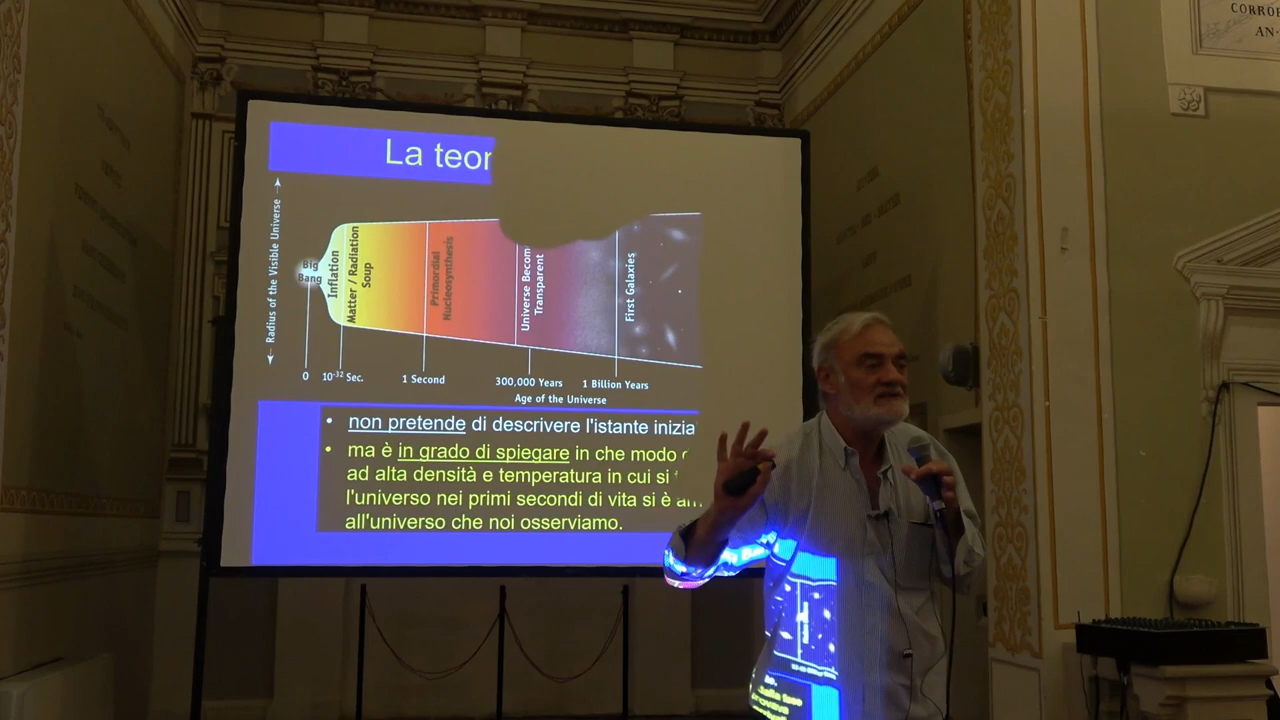 La teor
Radius of the Visible Universe
Big
Bang
Inflation
Matter / Radiation
Soup
Primordial
Nucleosynthesis
Universe Becom
Transparent
First Galaxies
0
10-32 Sec.
1 Second
300,000 Years
1 Billion Years
Age of the Universe
• non pretende di descrivere l'istante inizia
• ma è in grado di spiegare in che modo
ad alta densità e temperatura in cui si
l'universo nei primi secondi di vita si è
all'universo che noi osserviamo.
CORROB
AN